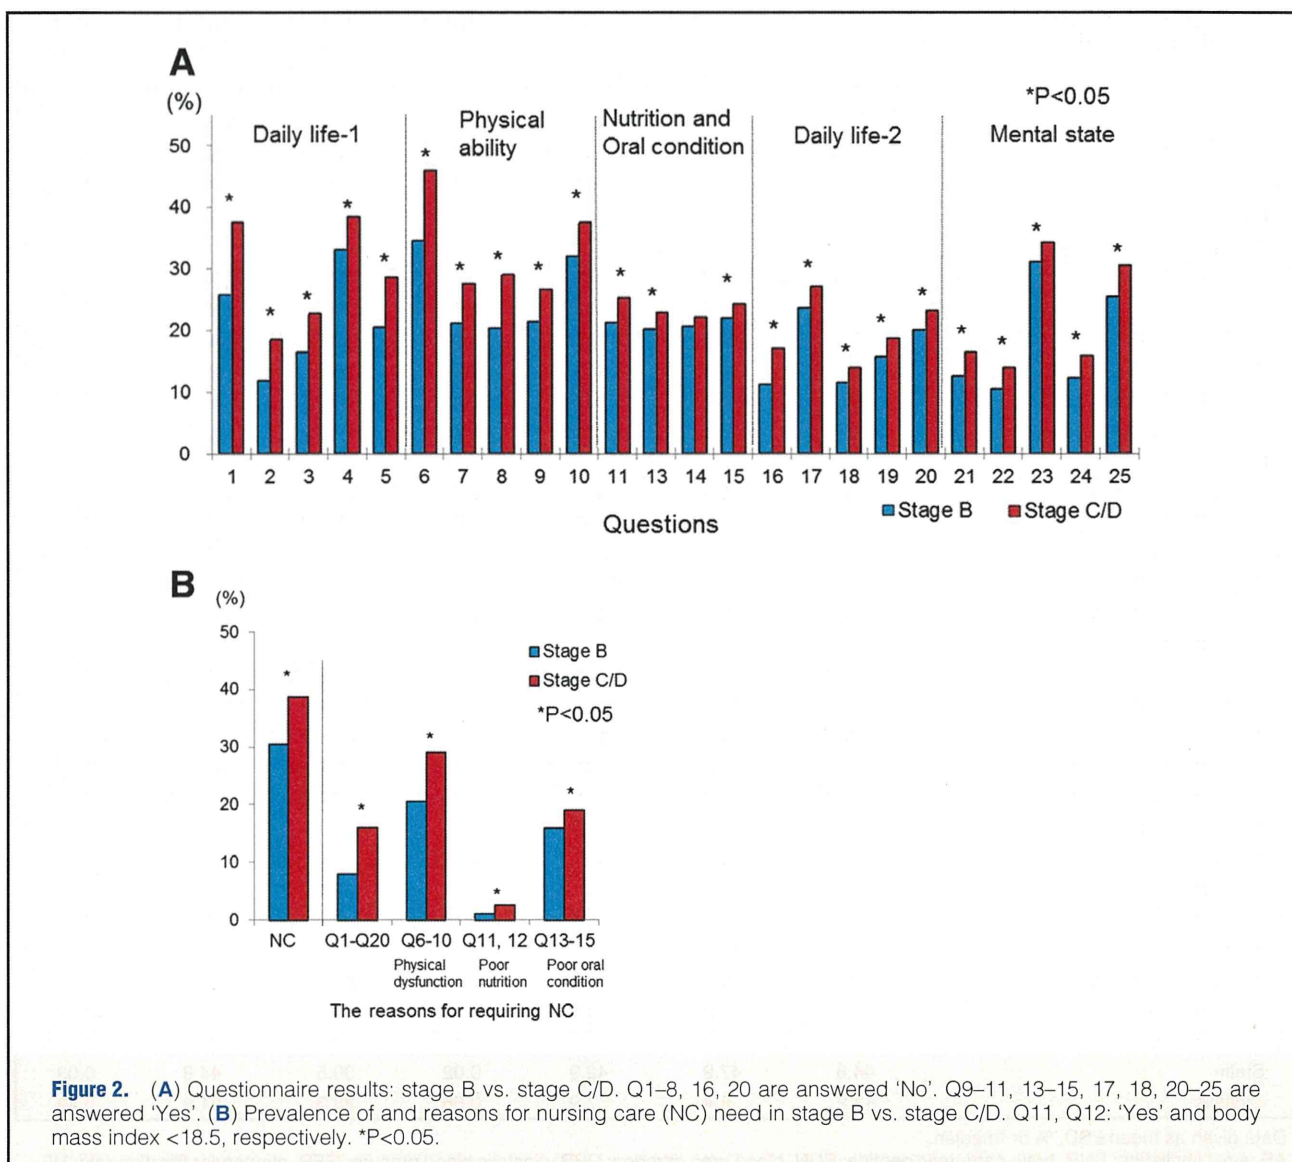 A
(%)
*P<0.05
Daily life-1
Physical
ability
Nutrition and
Oral condition
Daily life-2
Mental state
50
40
30
20
10
0
* * * * * * * * * * * * * * * * * * * * * * *
1 2 3 4 5 6 7 8 9 10 11 13 14 15 16 17 18 19 20 21 22 23 24 25
Stage B Stage C/D
Questions
B
(%)
50
40
30
20
10
0
Stage B
Stage C/D
*P<0.05
* * * * *
NC Q1-Q20 Q6-10 Q11, 12 Q13-15
Physical
dysfunction
Poor
nutrition
Poor oral
condition
The reasons for requiring NC
Figure 2. (A) Questionnaire results: stage B vs. stage C/D. Q1–8, 16, 20 are answered ‘No’. Q9–11, 13–15, 17, 18, 20–25 are
answered ‘Yes’. (B) Prevalence of and reasons for nursing care (NC) need in stage B vs. stage C/D. Q11, Q12: ‘Yes’ and body
mass index <18.5, respectively. *P<0.05.